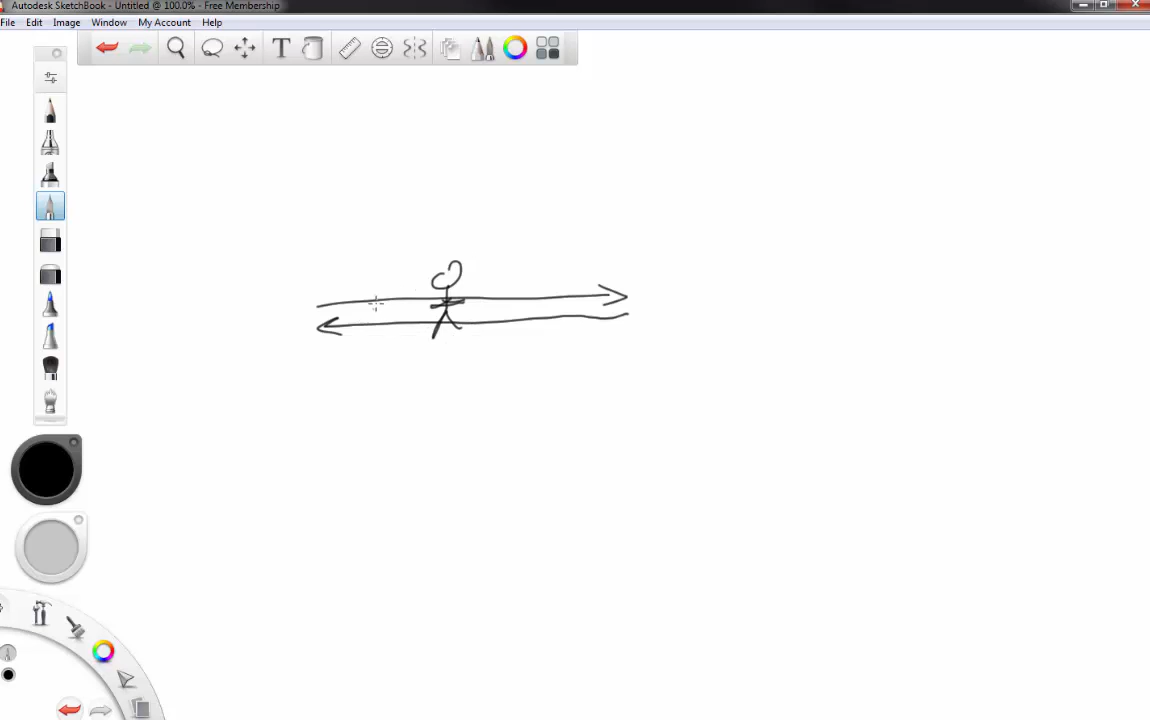 Autodesk SketchBook - Untitled @ 100.0% - Free Membership
File Edit Image Window My Account Help
T